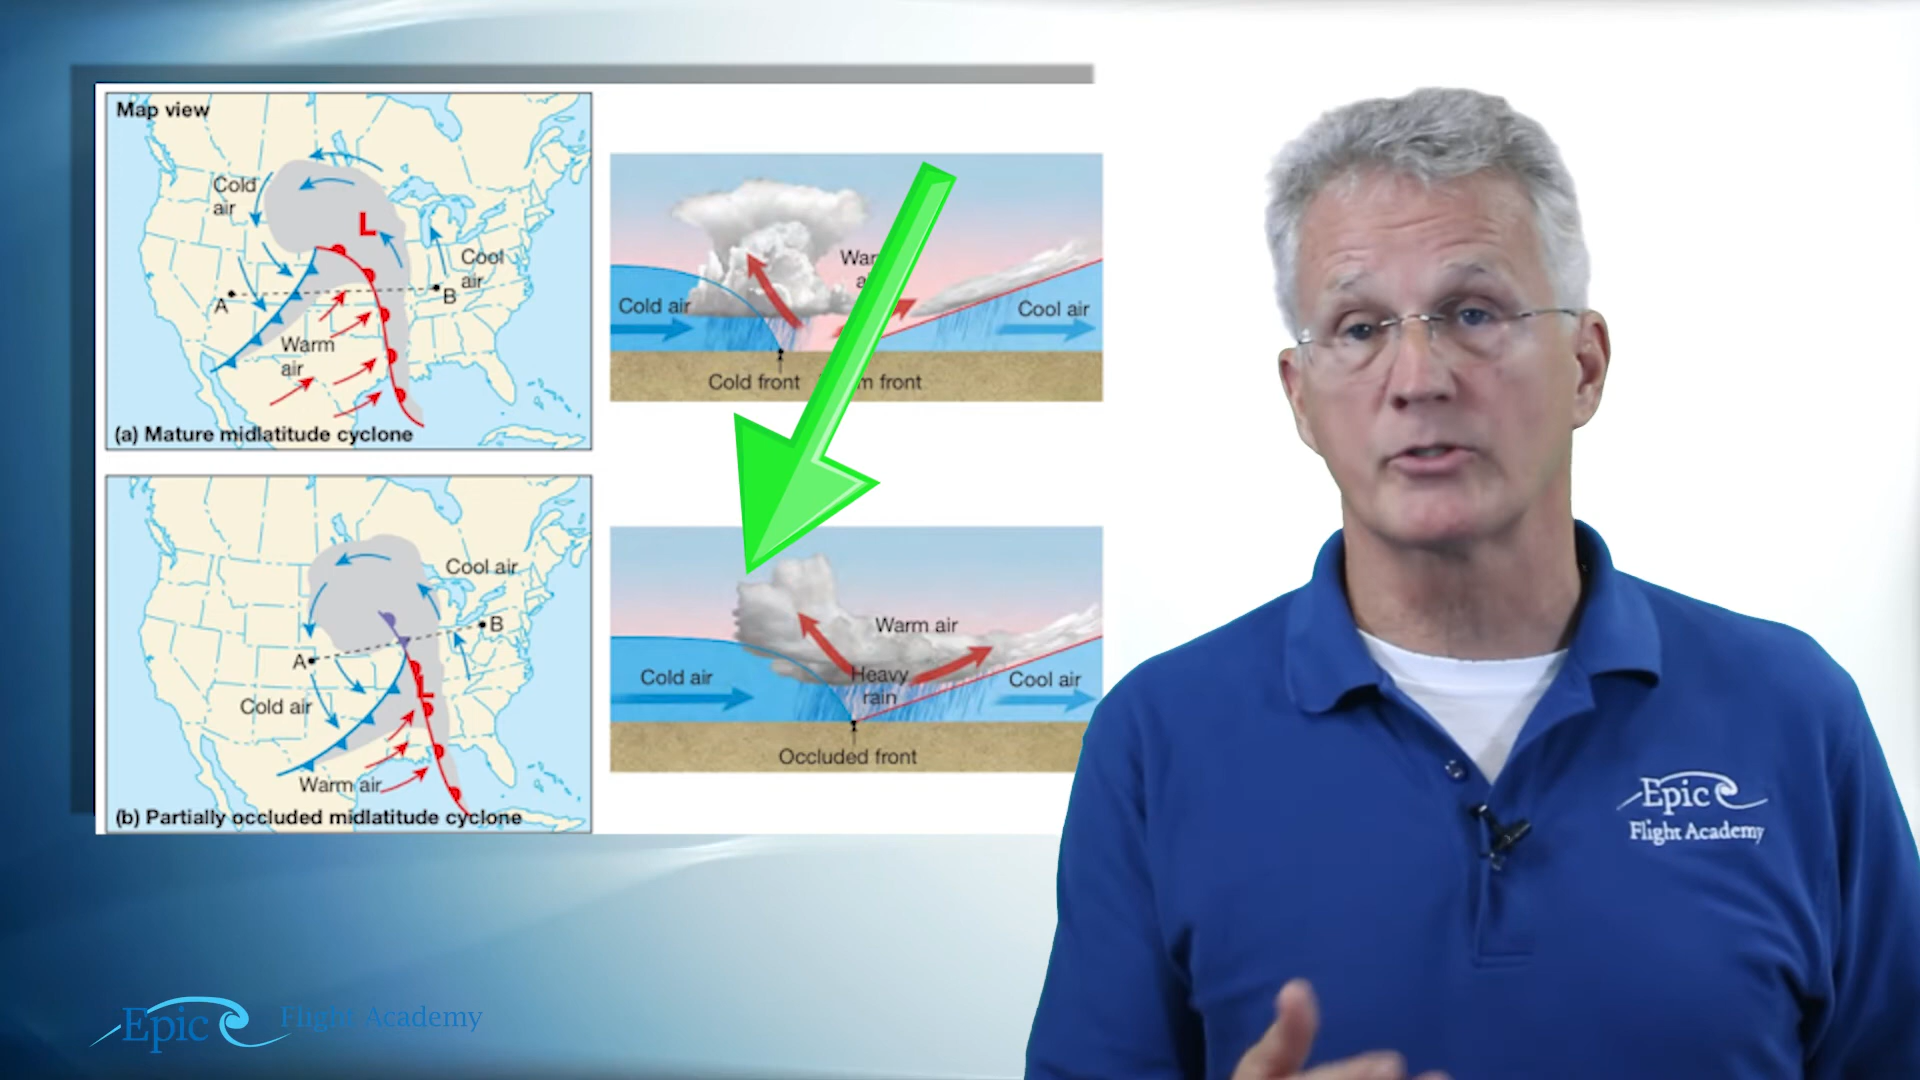 Map view
Cold
air
L
Cool
air
A
B
Warm
air
(a) Mature midlatitude cyclone
Cold air
Cool air
Cold front
front
Cool air
B
A
L
Cold air
Warm air
(b) Partially occluded midlatitude cyclone
Warm air
Cold air
Heavy
rain
Cool air
Occluded front
Epic
Flight Academy
Epic Flight Academy